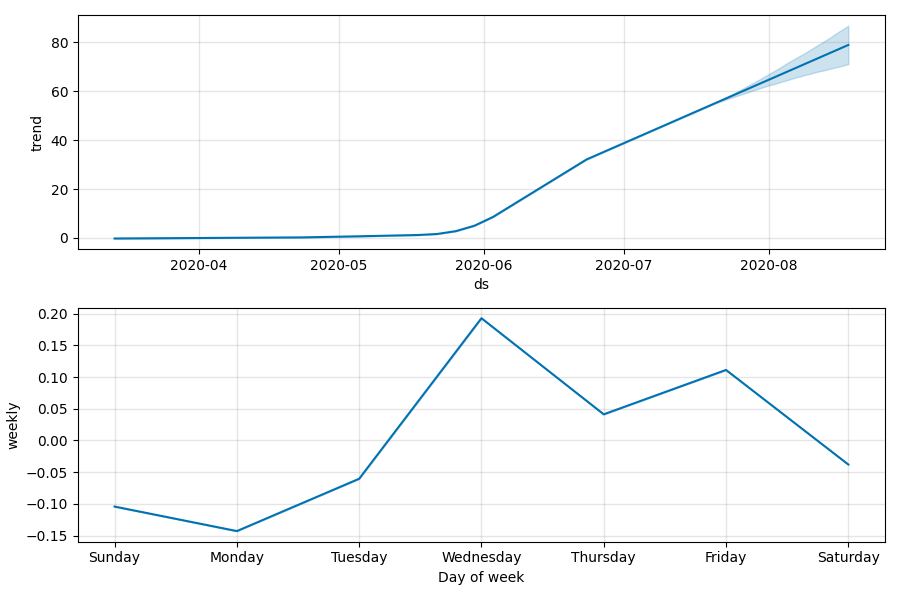 80
60
40
20
0
trend
2020-04 2020-05 2020-06 2020-07 2020-08
ds
0.20
0.15
0.10
0.05
0.00
−0.05
−0.10
−0.15
weekly
Sunday Monday Tuesday Wednesday Thursday Friday Saturday
Day of week